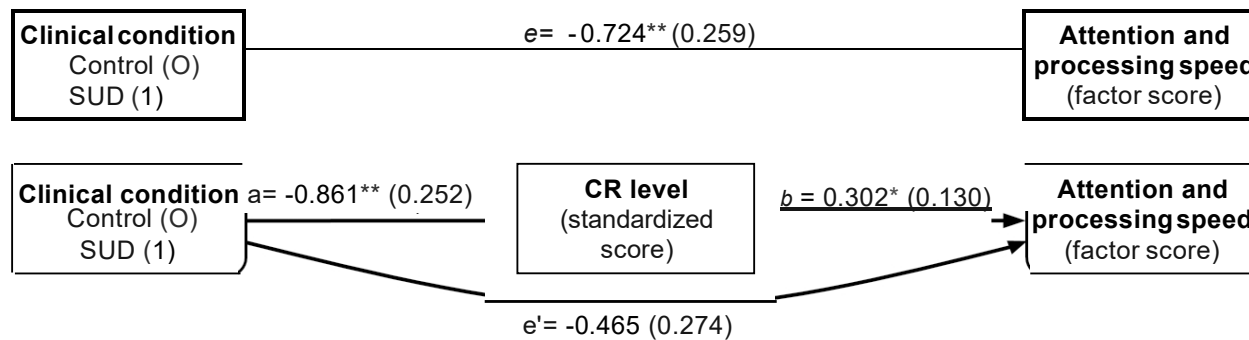 Clinical condition
Control (O)
SUD (1)
e= -0.724** (0.259)
Attention and
processing speed
(factor score)
Clinical condition
Control (O)
SUD (1)
a= -0.861** (0.252)
CR level
(standardized
score)
b = 0.302* (0.130)
Attention and
processing speed
(factor score)
e'= -0.465 (0.274)